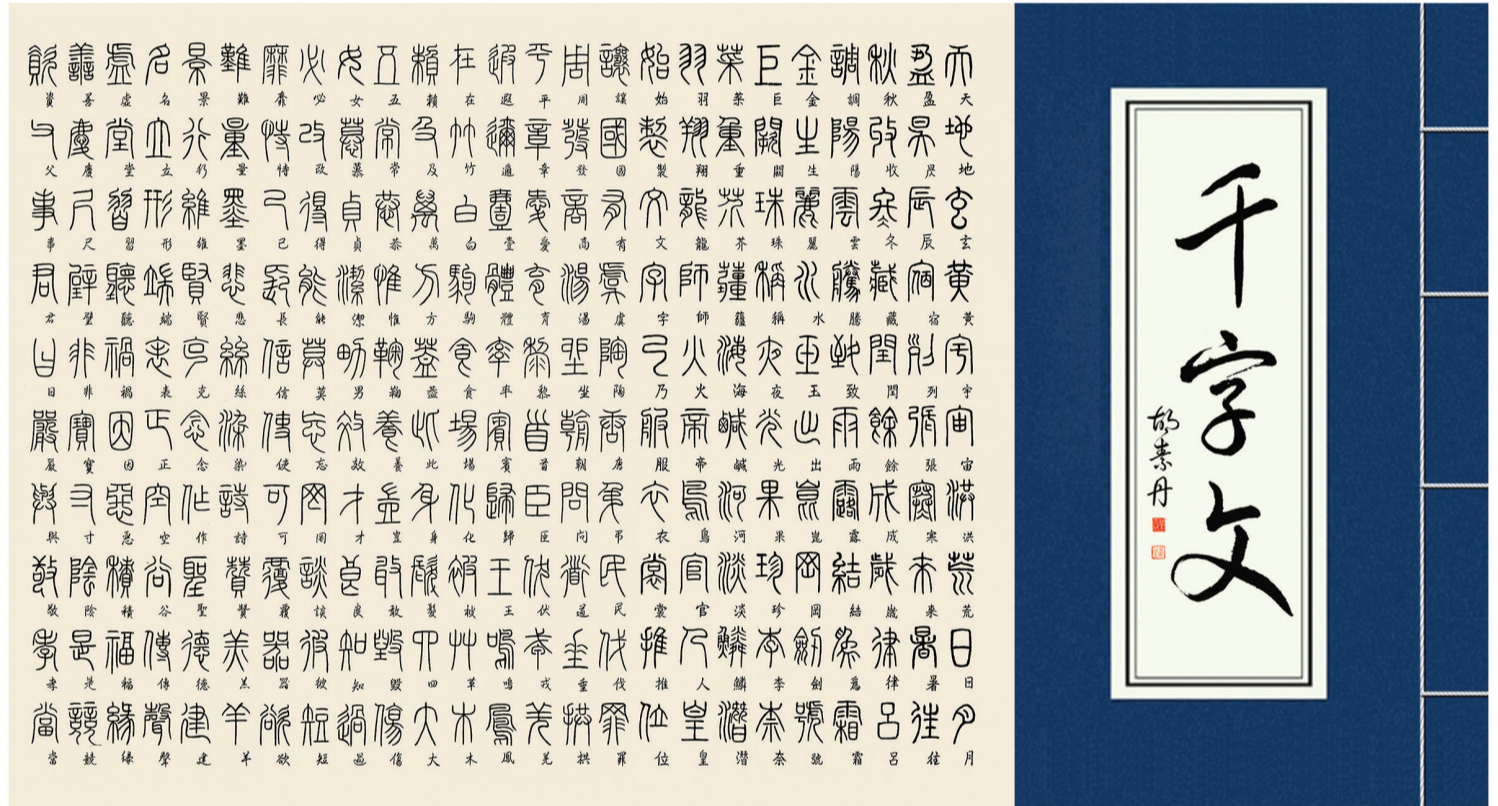 千字文
胡素丹
天地玄黃宇宙洪荒日月
盈昃辰宿列張寒來暑往
秋收冬藏閏餘成歲律呂
調陽雲騰致雨露結爲霜
金生麗水玉出崑岡劍號
巨闕珠稱夜光果珍李奈
菜重芥薑海鹹河淡鱗潛
羽翔龍師火帝鳥官人皇
始製文字乃服衣裳推位
讓國有虞陶唐弔民伐罪
周發商湯坐朝問道垂拱
平章愛育黎首臣伏戎羌
遐邇壹體率賓歸王鳴鳳
在竹白駒食場化被草木
賴及萬方蓋此身髮四大
五常恭惟鞠養豈敢毀傷
女慕貞潔男效才良知過
必改得能莫忘罔談彼短
靡恃己長信使可覆器欲
難量墨悲絲染詩贊羔羊
景行維賢克念作聖德建
名立形端表正空谷傳聲
虛堂習聽禍因惡積福緣
善慶尺璧非寶寸陰是競
資父事君曰嚴與敬孝當